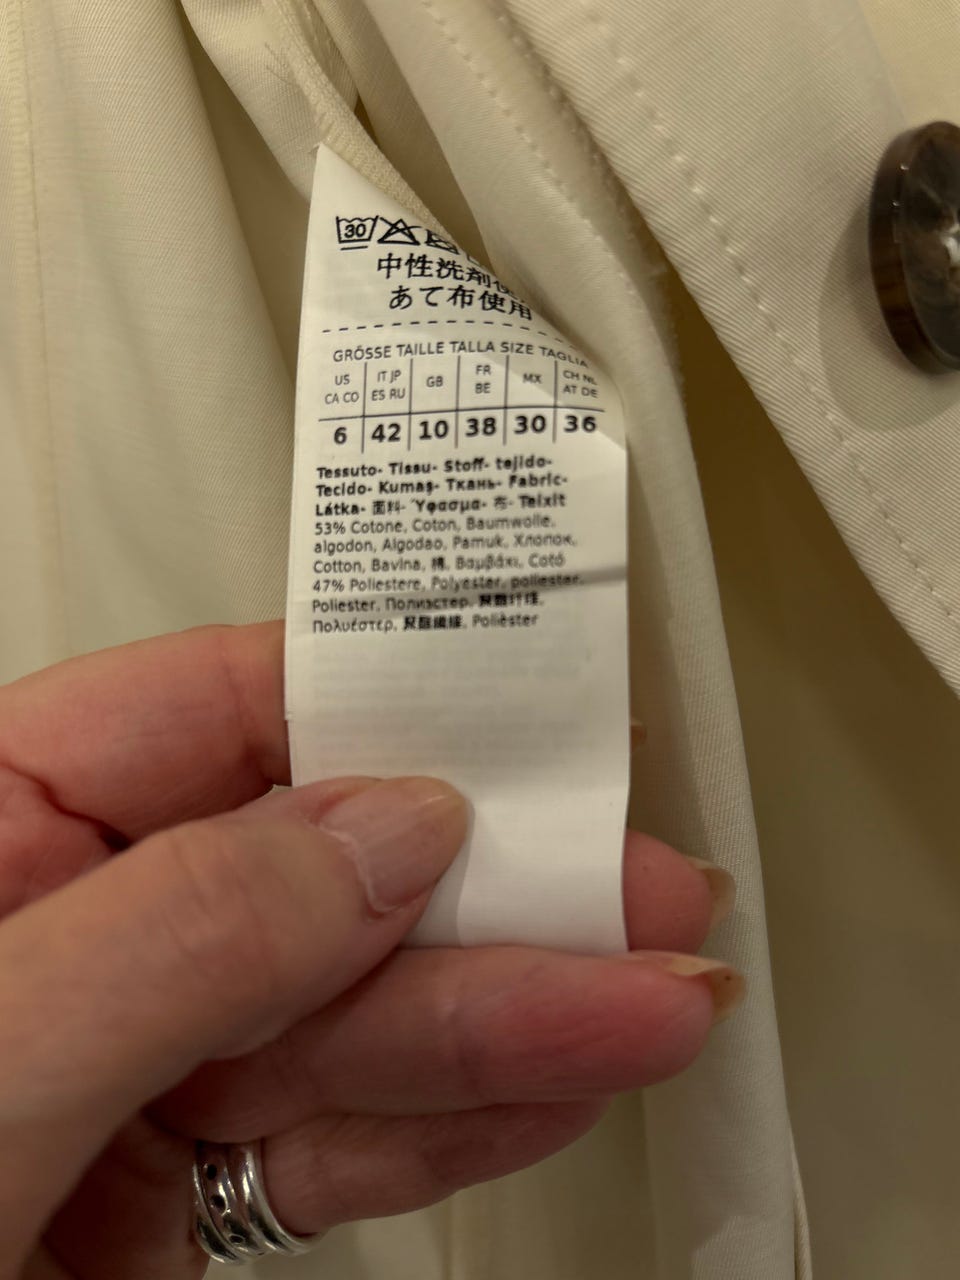 30
中性洗剤使
あて布使用
GRÖSSE TAILLE TALLA SIZE TAGLIA
US CA CO IT JP ES RU GB FR BE MX CH NL AT DE
6 42 10 38 30 36
Tessuto- Tissu- Stoff- tejido-
Tecido- Kumaş- Ткань- Fabric-
Látka- 面料- Ύφασμα- 布- Teixit
53% Cotone, Coton, Baumwolle,
algodon, Algodao, Pamuk, Хлопок,
Cotton, Bavlna, 棉, Βαμβάκι, Cotó
47% Poliestere, Polyester, poliester,
Poliester, Полиэстер, 聚酯纤维,
Πολυέστερ, 聚酯纖維, Polièster